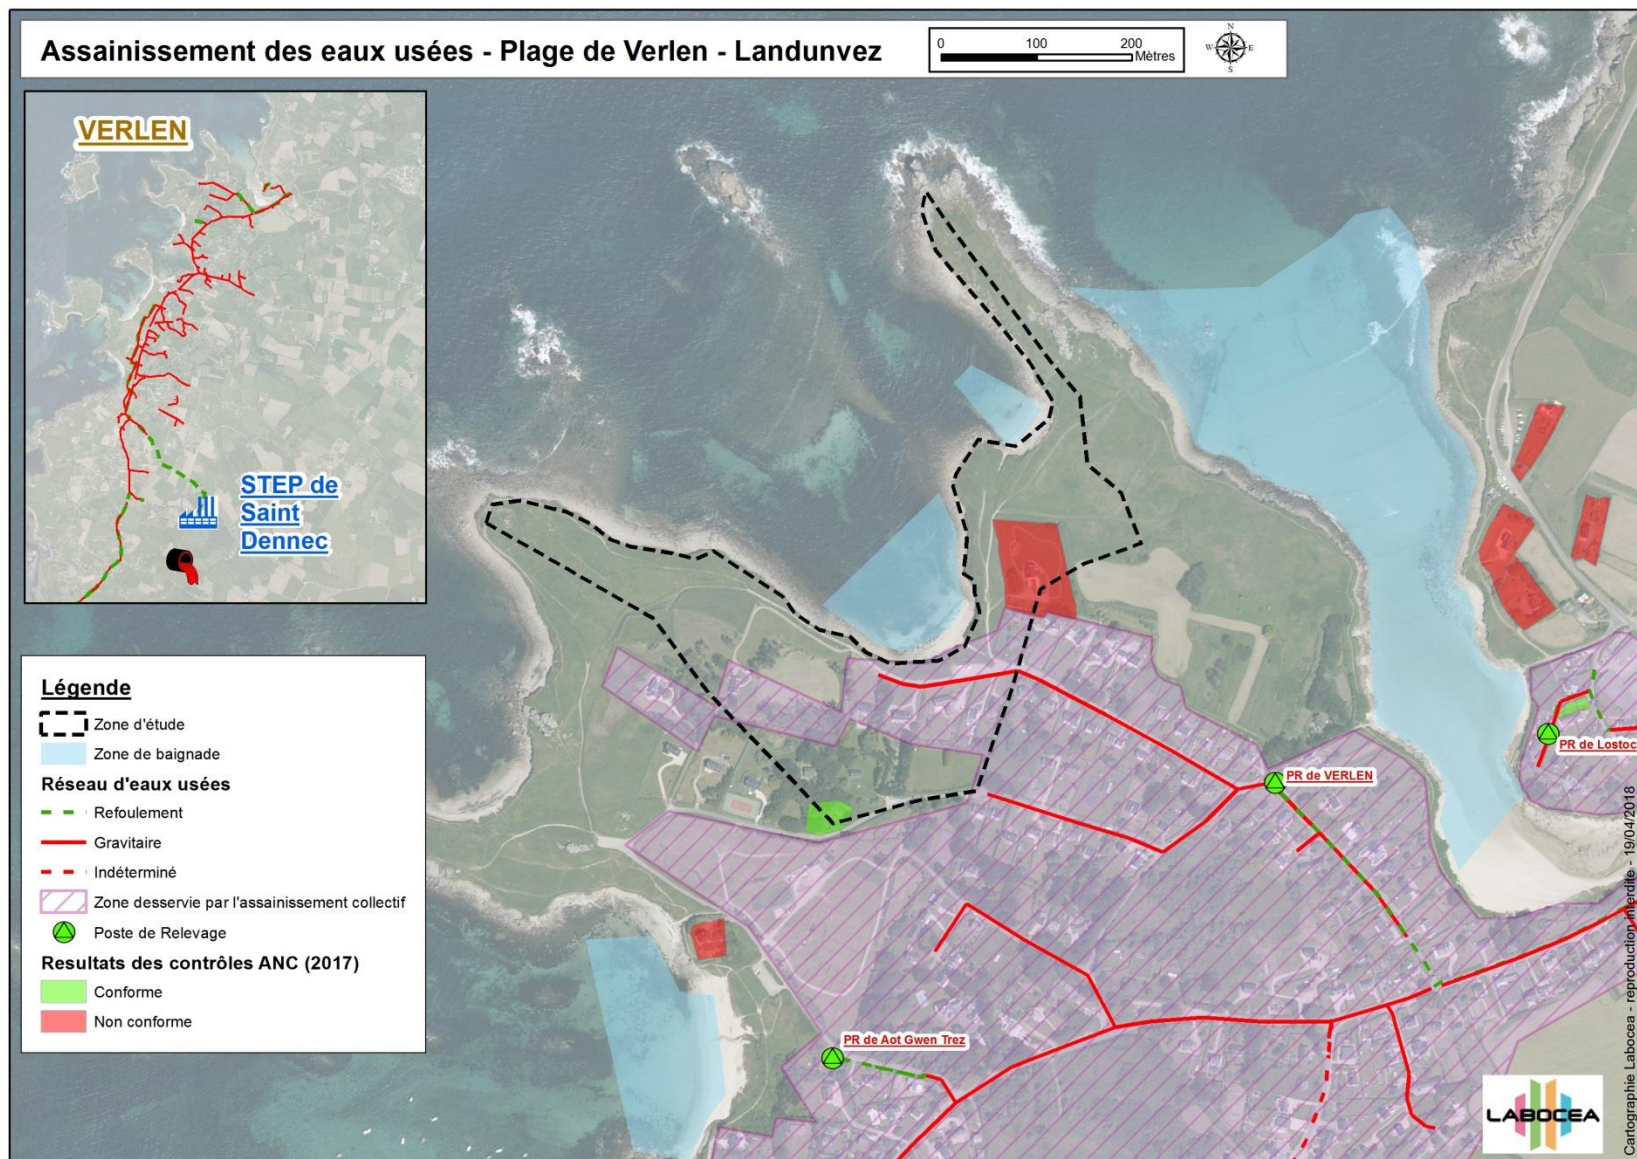 Assainissement des eaux usées - Plage de Verlen - Landunvez
0 100 200
Mètres
N
W E
S
VERLEN
STEP de
Saint
Dennec
Légende
Zone d'étude
Zone de baignade
Réseau d'eaux usées
Refoulement
Gravitaire
Indéterminé
Zone desservie par l'assainissement collectif
Poste de Relevage
Resultats des contrôles ANC (2017)
Conforme
Non conforme
PR de Lostoc
PR de VERLEN
PR de Aot Gwen Trez
LABOCEA
Cartographie Labocea - reproduction interdite - 19/04/2018